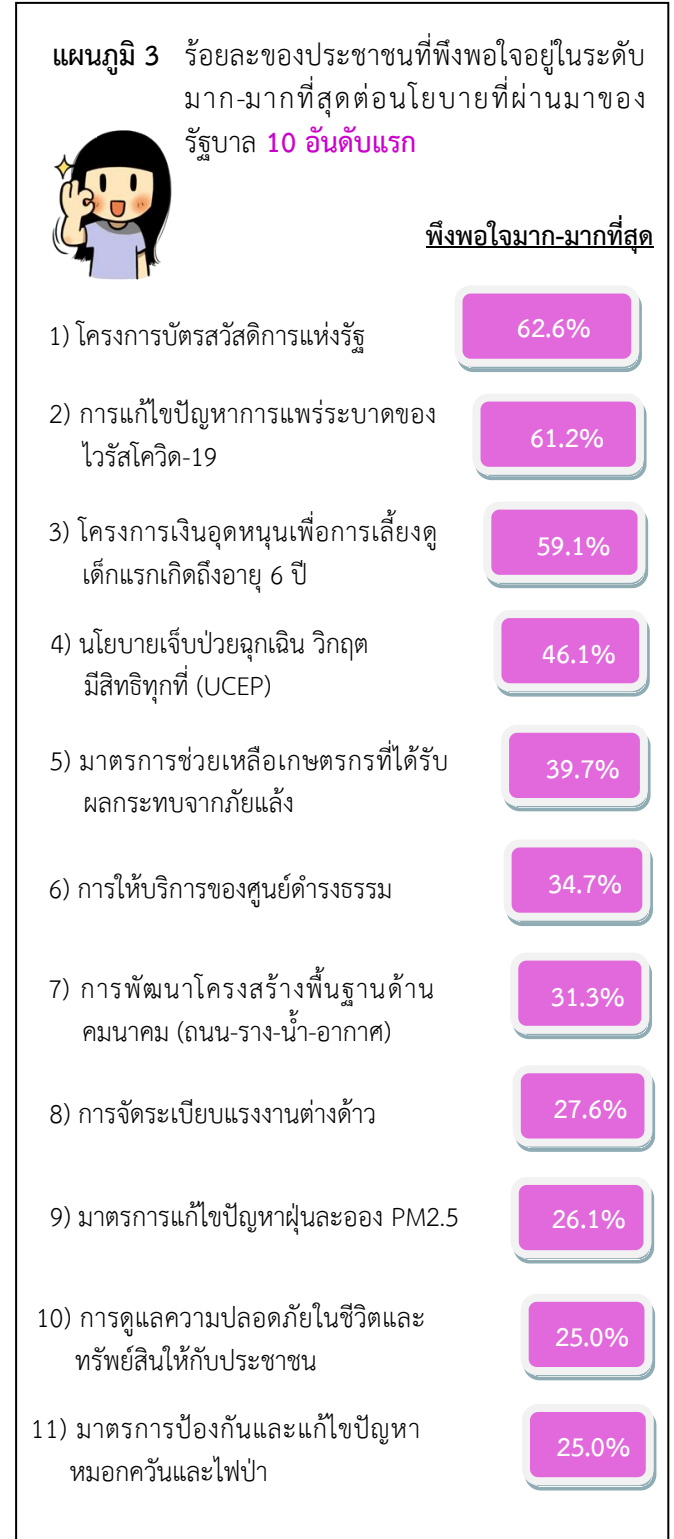 แผนภูมิ 3 ร้อยละของประชาชนที่พึงพอใจอยู่ในระดับ
มาก-มากที่สุดต่อนโยบายที่ผ่านมาของ
รัฐบาล 10 อันดับแรก
พึงพอใจมาก-มากที่สุด
1) โครงการบัตรสวัสดิการแห่งรัฐ 62.6%
2) การแก้ไขปัญหาการแพร่ระบาดของ
ไวรัสโควิด-19 61.2%
3) โครงการเงินอุดหนุนเพื่อการเลี้ยงดู
เด็กแรกเกิดถึงอายุ 6 ปี 59.1%
4) นโยบายเจ็บป่วยฉุกเฉิน วิกฤต
มีสิทธิทุกที่ (UCEP) 46.1%
5) มาตรการช่วยเหลือเกษตรกรที่ได้รับ
ผลกระทบจากภัยแล้ง 39.7%
6) การให้บริการของศูนย์ดำรงธรรม 34.7%
7) การพัฒนาโครงสร้างพื้นฐานด้าน
คมนาคม (ถนน-ราง-น้ำ-อากาศ) 31.3%
8) การจัดระเบียบแรงงานต่างด้าว 27.6%
9) มาตรการแก้ไขปัญหาฝุ่นละออง PM2.5 26.1%
10) การดูแลความปลอดภัยในชีวิตและ
ทรัพย์สินให้กับประชาชน 25.0%
11) มาตรการป้องกันและแก้ไขปัญหา
หมอกควันและไฟป่า 25.0%